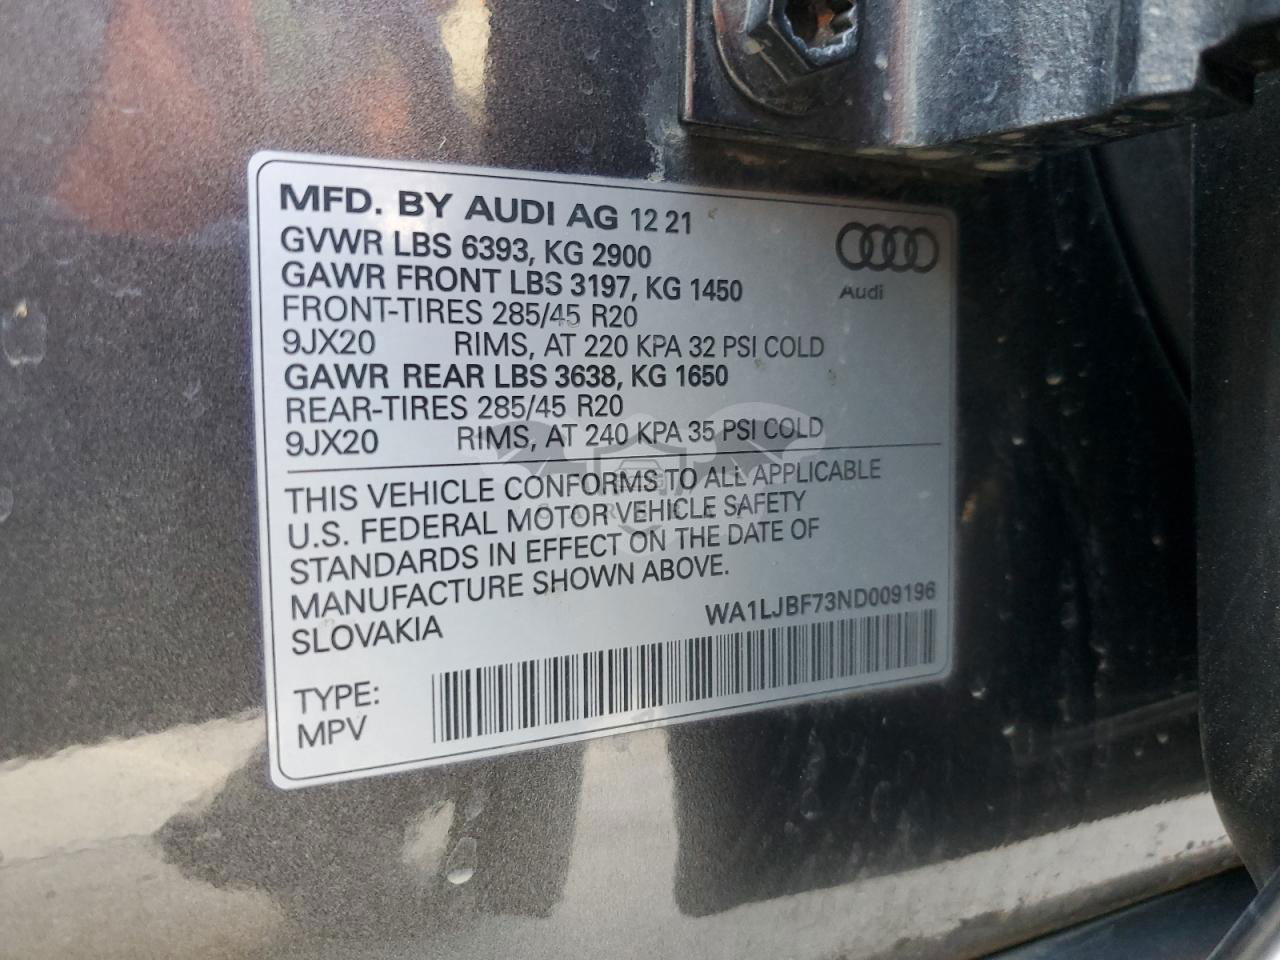 MFD. BY AUDI AG 12 21
GVWR LBS 6393, KG 2900
GAWR FRONT LBS 3197, KG 1450
FRONT-TIRES 285/45 R20
9JX20 RIMS, AT 220 KPA 32 PSI COLD
GAWR REAR LBS 3638, KG 1650
REAR-TIRES 285/45 R20
9JX20 RIMS, AT 240 KPA 35 PSI COLD
Audi
THIS VEHICLE CONFORMS TO ALL APPLICABLE
U.S. FEDERAL MOTOR VEHICLE SAFETY
STANDARDS IN EFFECT ON THE DATE OF
MANUFACTURE SHOWN ABOVE.
SLOVAKIA
WA1LJBF73ND009196
TYPE:
MPV